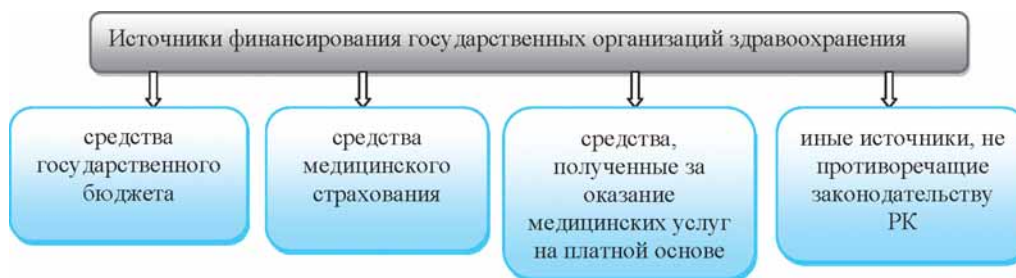 Источники финансирования государственных организаций здравоохранения
средства
государственного
бюджета
средства
медицинского
страхования
средства,
полученные за
оказание
медицинских услуг
на платной основе
иные источники, не
противоречащие
законодательству
РК